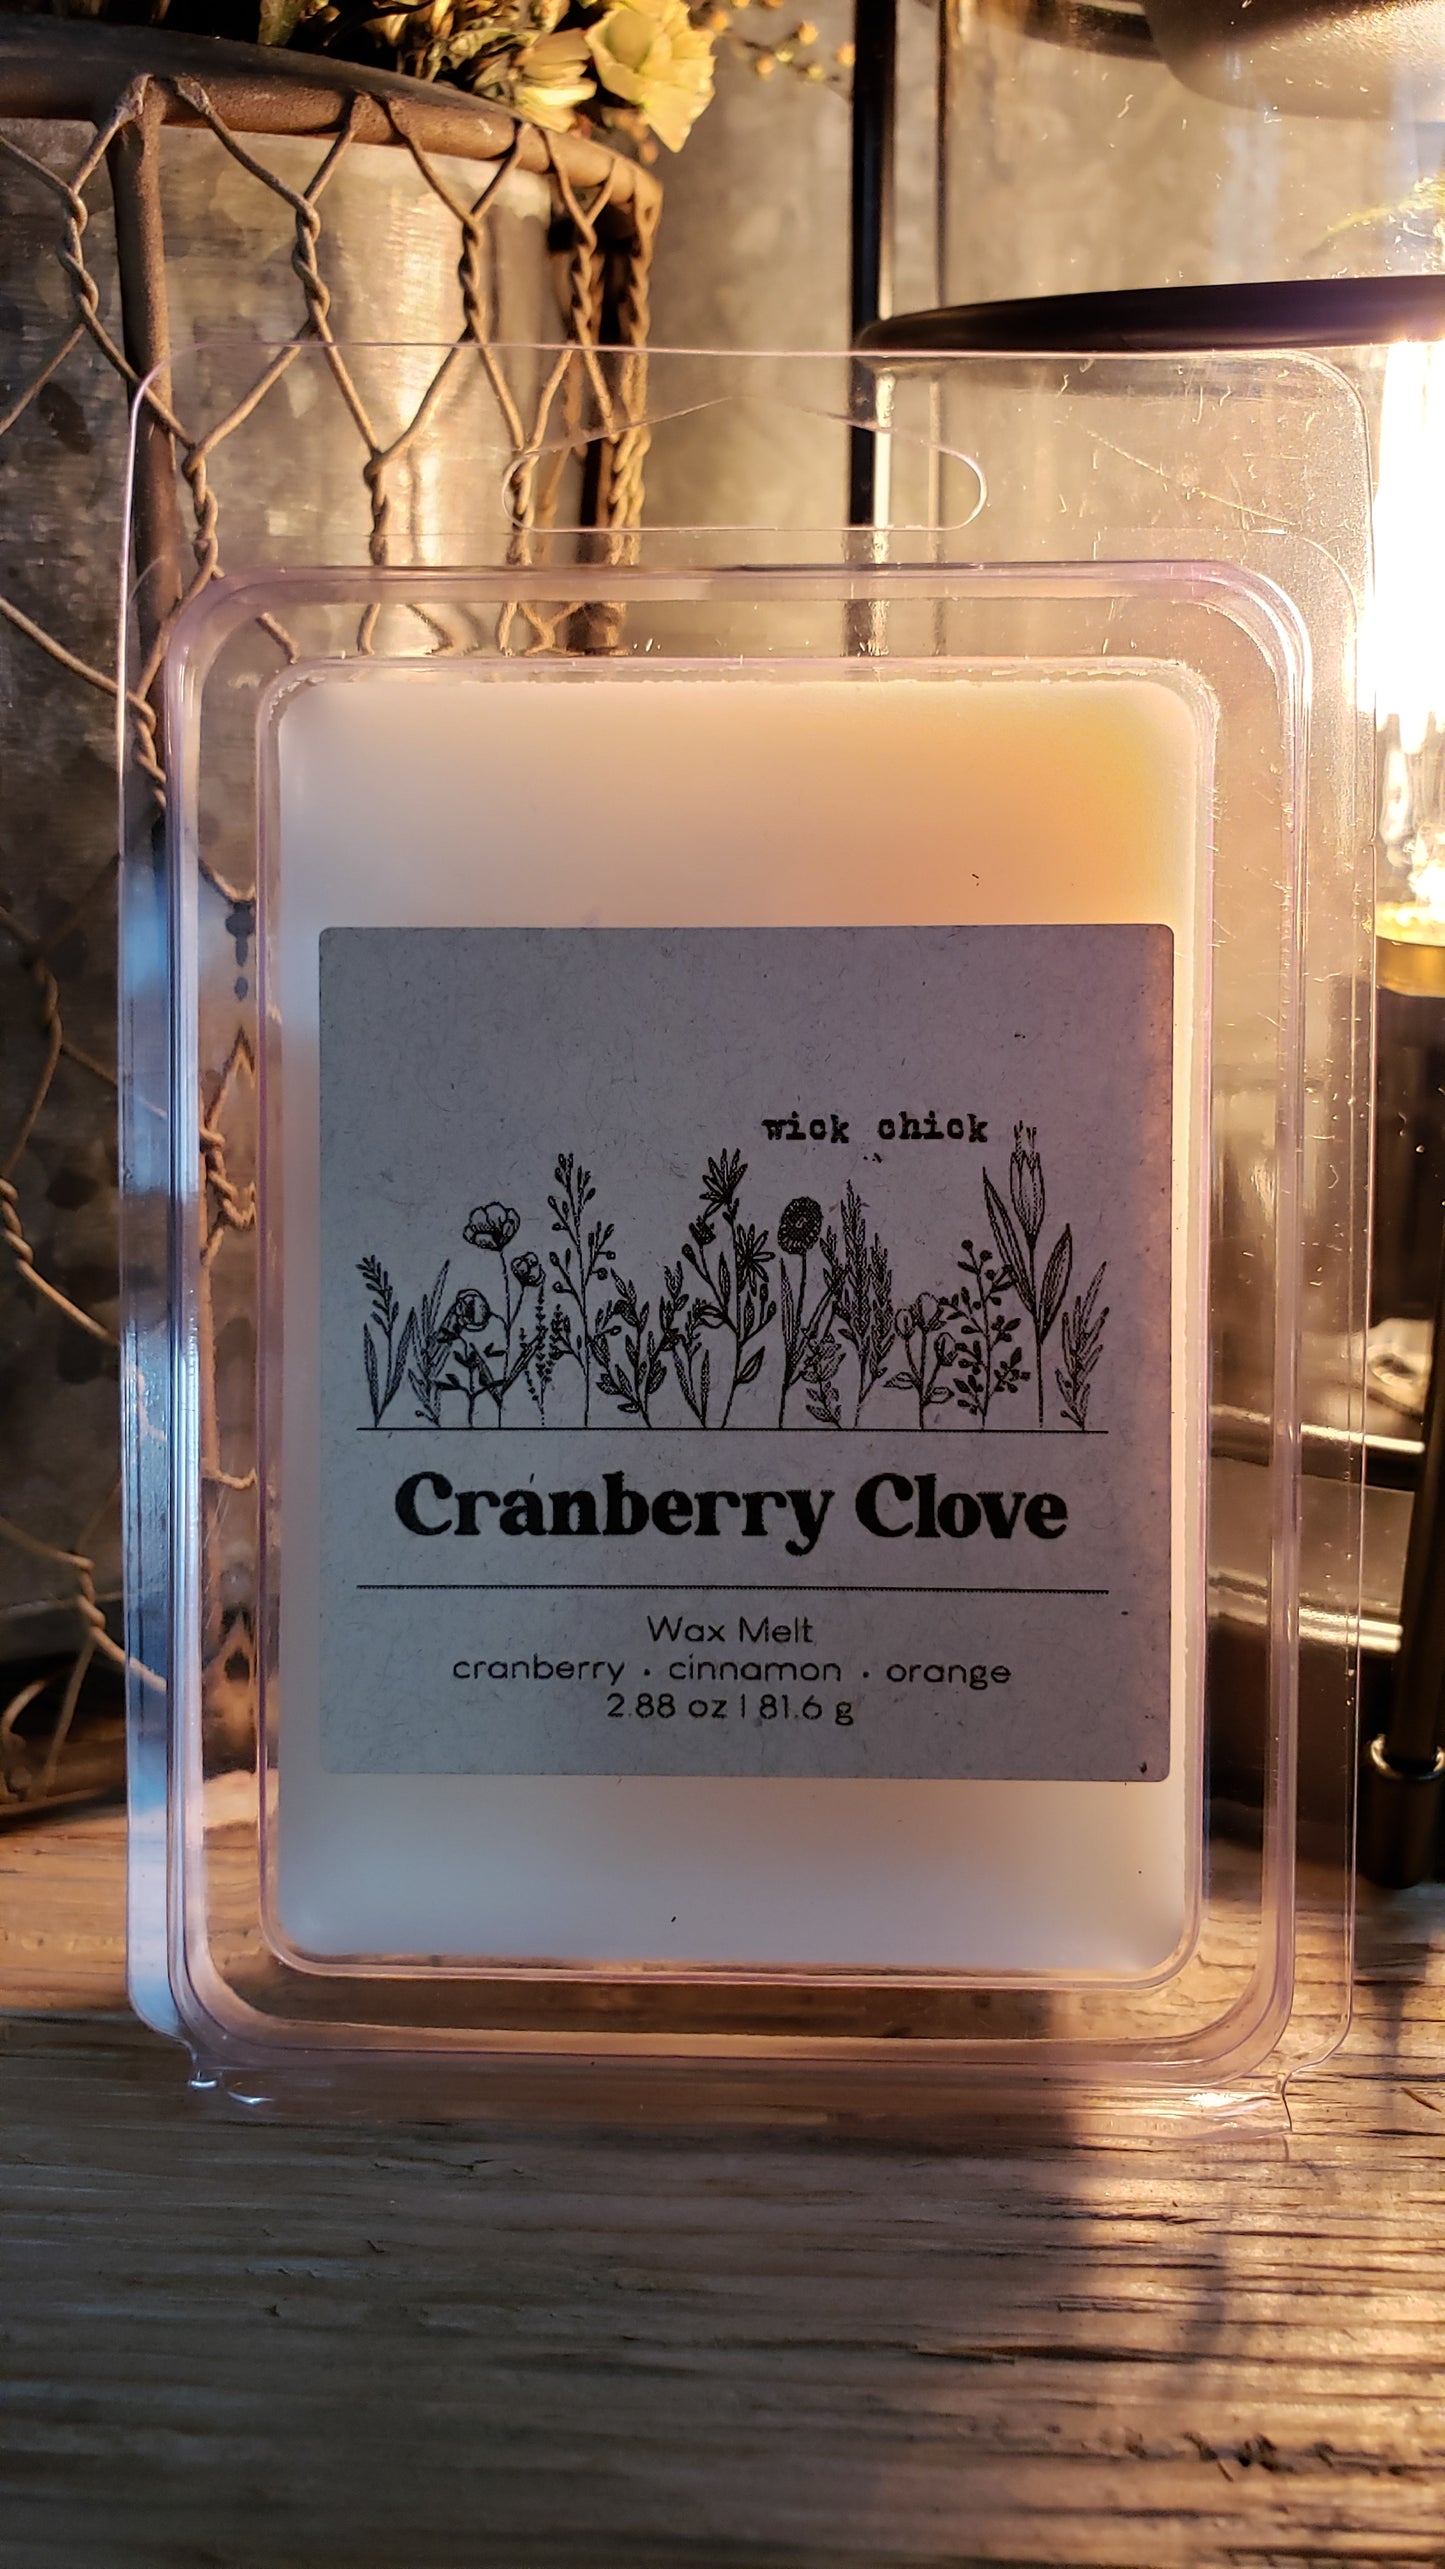 wick chick
Cranberry Clove
Wax Melt
cranberry · cinnamon · orange
2.88 oz | 81.6 g